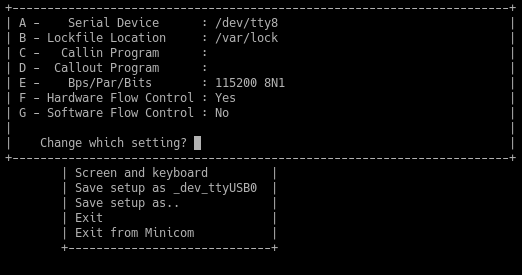 A –    Serial Device      : /dev/tty8
B – Lockfile Location     : /var/lock
C –   Callin Program      :
D –  Callout Program      :
E –    Bps/Par/Bits       : 115200 8N1
F – Hardware Flow Control : Yes
G – Software Flow Control : No
Change which setting?
Screen and keyboard
Save setup as _dev_ttyUSB0
Save setup as..
Exit
Exit from Minicom